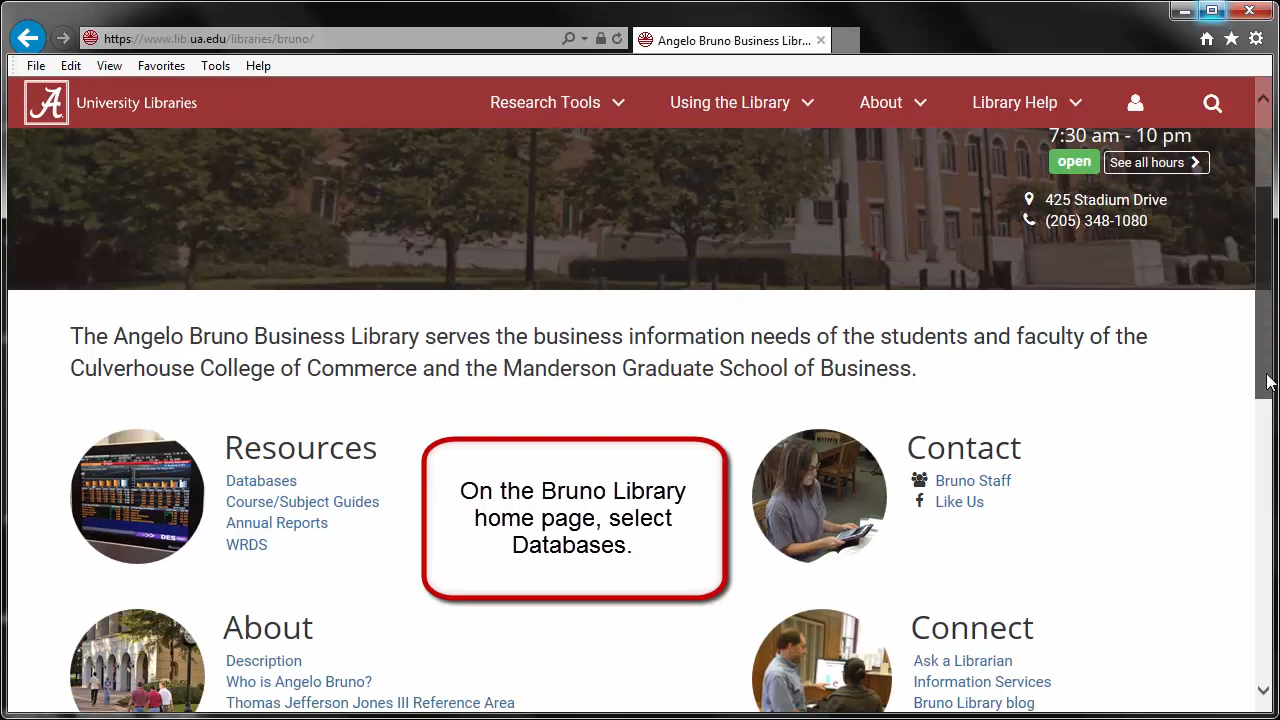 https://www.lib.ua.edu/libraries/bruno/
Angelo Bruno Business Libr...
File Edit View Favorites Tools Help
A University Libraries
Research Tools Using the Library About Library Help
7:30 am - 10 pm
open See all hours
425 Stadium Drive
(205) 348-1080
The Angelo Bruno Business Library serves the business information needs of the students and faculty of the
Culverhouse College of Commerce and the Manderson Graduate School of Business.
Resources
Databases
Course/Subject Guides
Annual Reports
WRDS
On the Bruno Library
home page, select
Databases.
Contact
Bruno Staff
Like Us
About
Description
Who is Angelo Bruno?
Thomas Jefferson Jones III Reference Area
Connect
Ask a Librarian
Information Services
Bruno Library blog